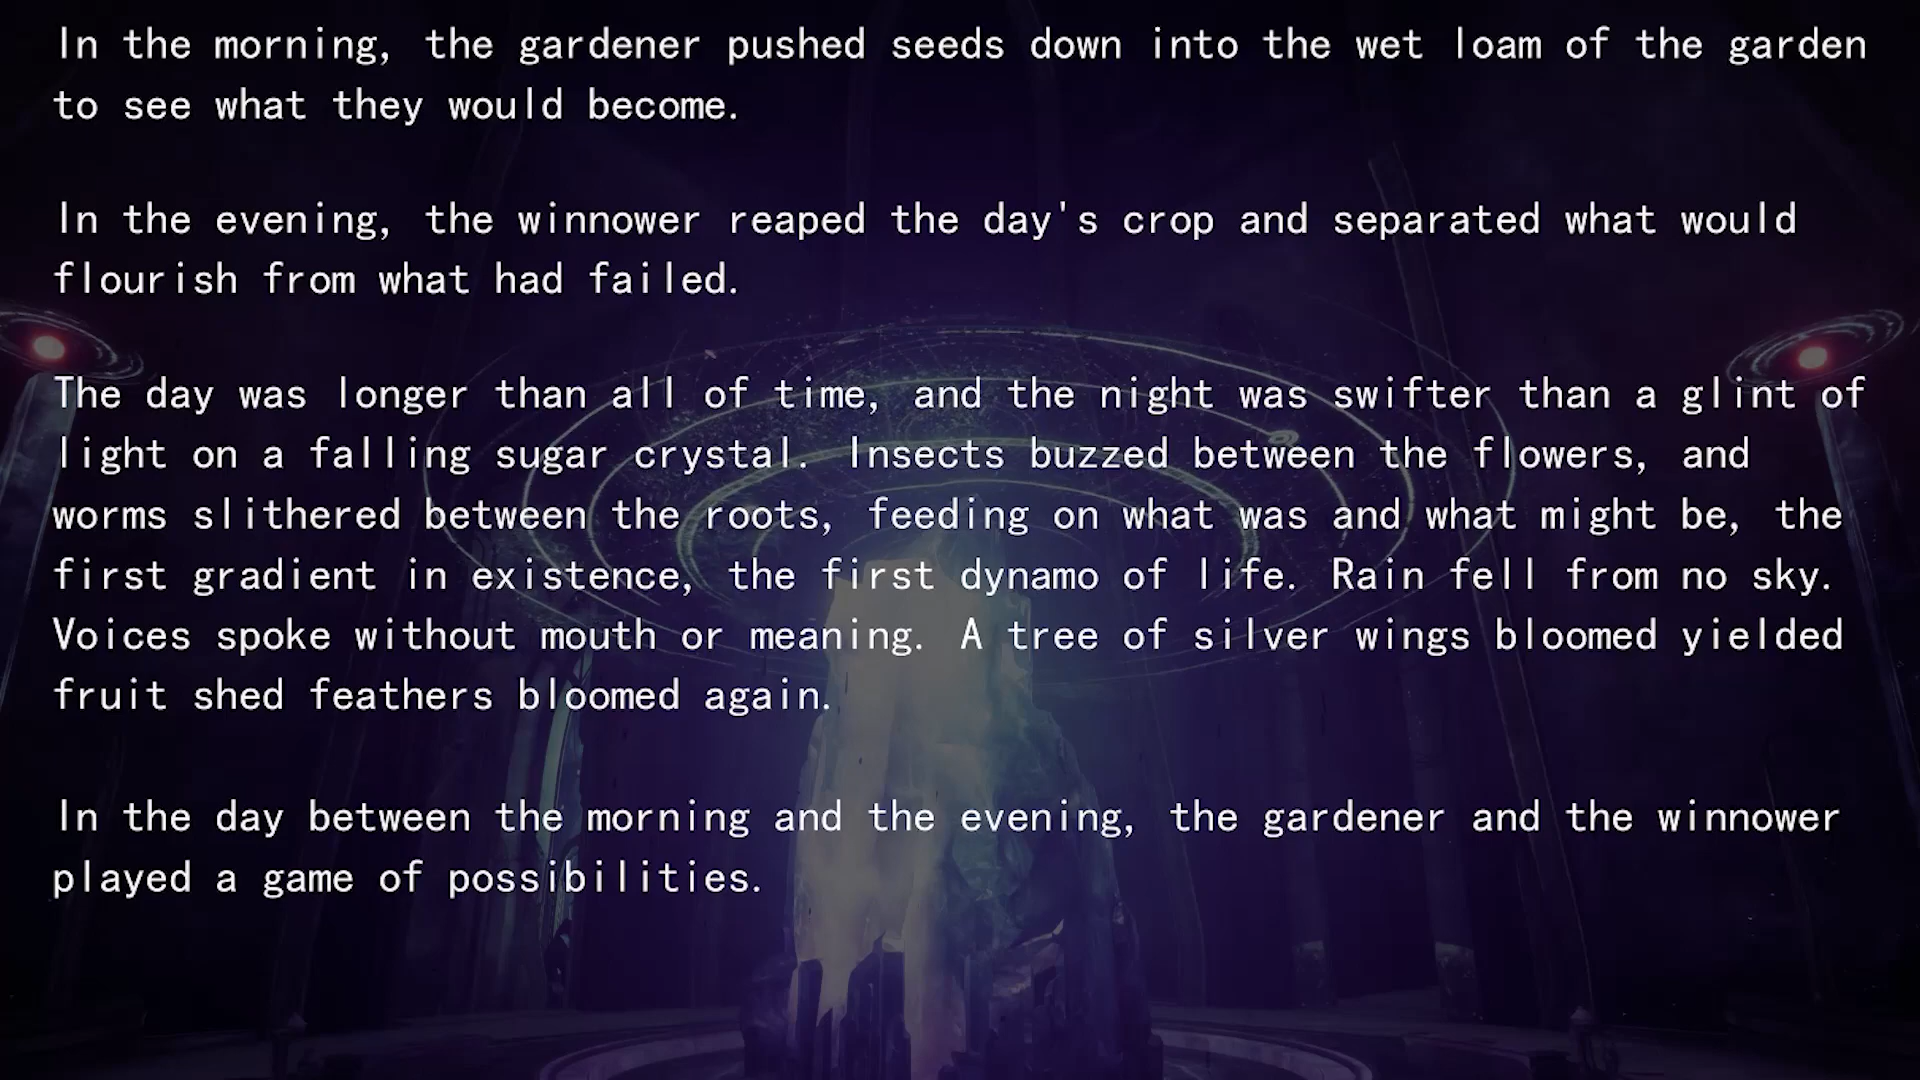 In the morning, the gardener pushed seeds down into the wet loam of the garden
to see what they would become.
In the evening, the winnower reaped the day's crop and separated what would
flourish from what had failed.
The day was longer than all of time, and the night was swifter than a glint of
light on a falling sugar crystal. Insects buzzed between the flowers, and
worms slithered between the roots, feeding on what was and what might be, the
first gradient in existence, the first dynamo of life. Rain fell from no sky.
Voices spoke without mouth or meaning. A tree of silver wings bloomed yielded
fruit shed feathers bloomed again.
In the day between the morning and the evening, the gardener and the winnower
played a game of possibilities.